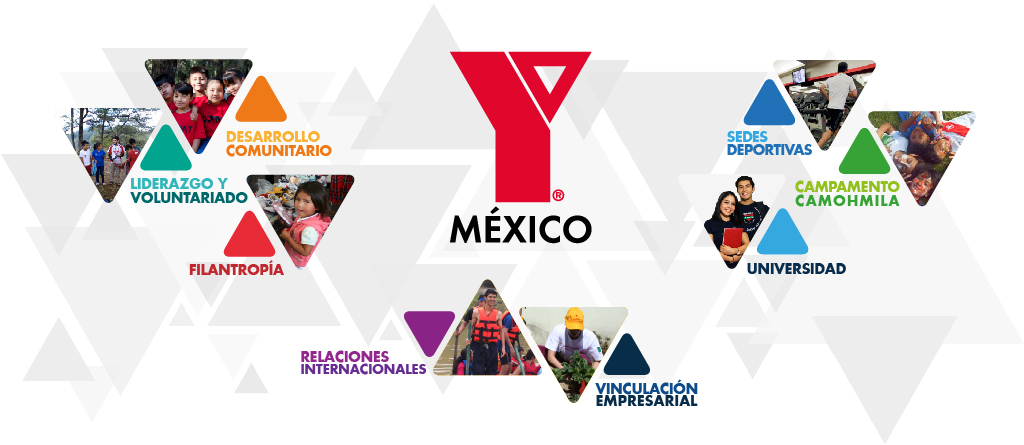 Y®
MÉXICO
DESARROLLO
COMUNITARIO
LIDERAZGO Y
VOLUNTARIADO
FILANTROPÍA
RELACIONES
INTERNACIONALES
VINCULACIÓN
EMPRESARIAL
SEDES
DEPORTIVAS
CAMPAMENTO
CAMOHMILA
UNIVERSIDAD